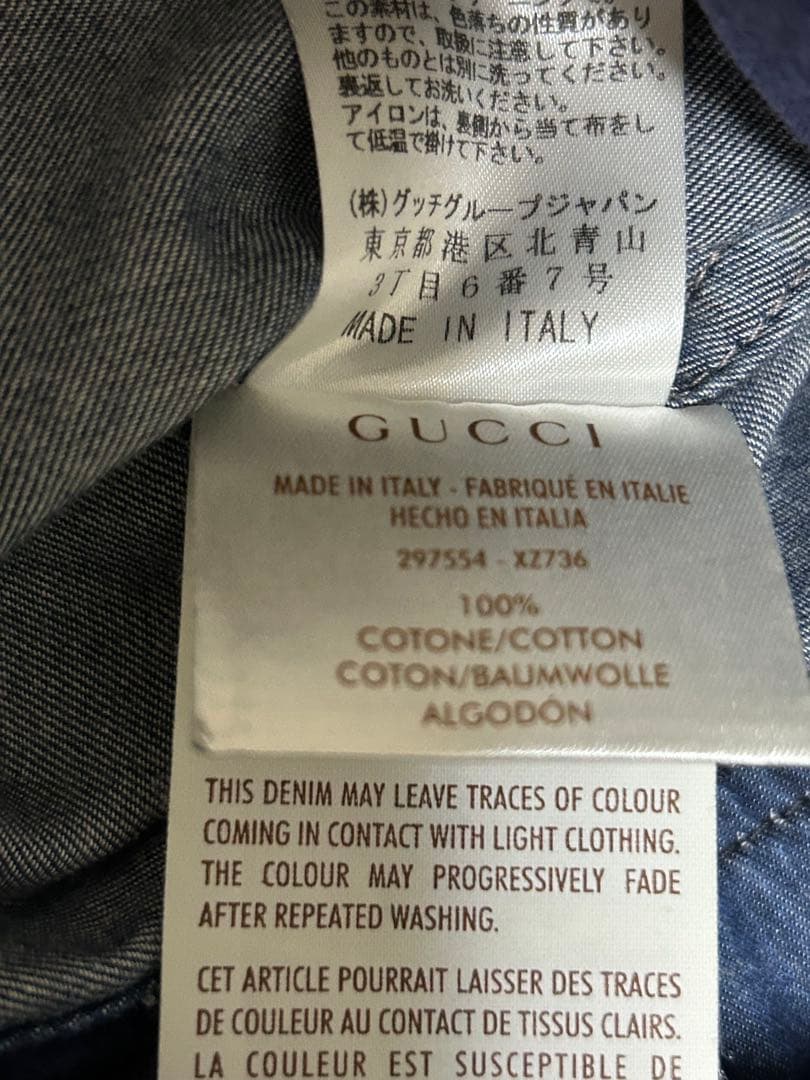 この素材は、色落ちの性質があり
ますので、取扱に注意して下さい。
他のものとは別に洗ってください。
裏返してお洗いください。
アイロンは、裏側から当て布をし
て低温で掛けて下さい。
(株)グッチグループジャパン
東京都港区北青山
3丁目6番7号
MADE IN ITALY
GUCCI
MADE IN ITALY - FABRIQUÉ EN ITALIE
HECHO EN ITALIA
297554 - XZ736
100%
COTONE/COTTON
COTON/BAUMWOLLE
ALGODÓN
THIS DENIM MAY LEAVE TRACES OF COLOUR
COMING IN CONTACT WITH LIGHT CLOTHING.
THE COLOUR MAY PROGRESSIVELY FADE
AFTER REPEATED WASHING.
CET ARTICLE POURRAIT LAISSER DES TRACES
DE COULEUR AU CONTACT DE TISSUS CLAIRS.
LA COULEUR EST SUSCEPTIBLE DE